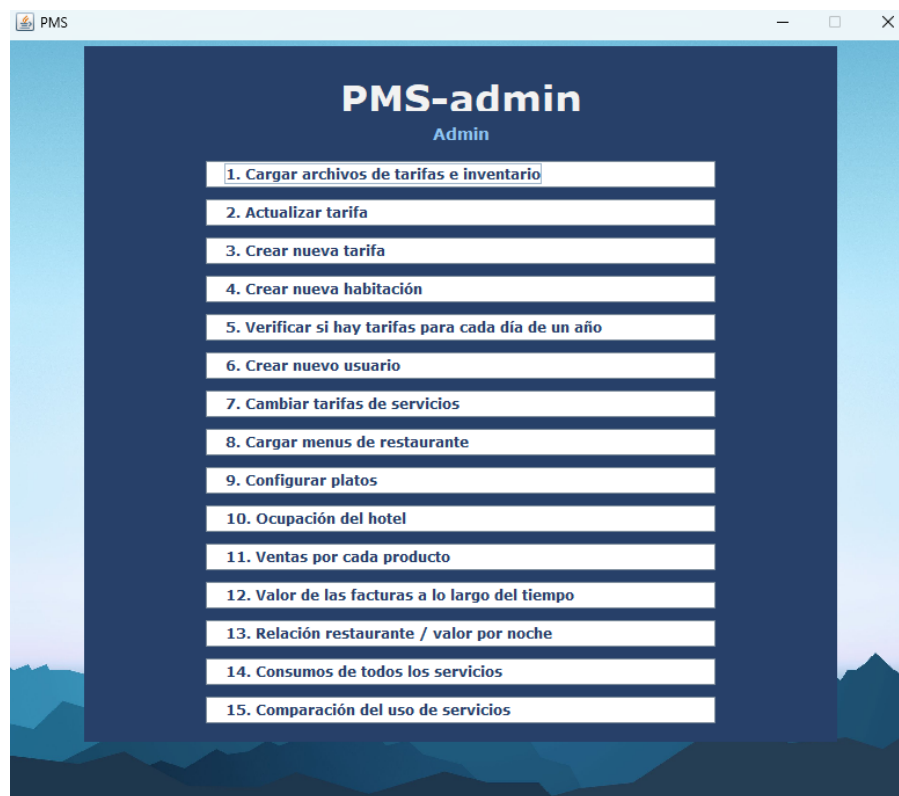 PMS
PMS-admin
Admin
1. Cargar archivos de tarifas e inventario
2. Actualizar tarifa
3. Crear nueva tarifa
4. Crear nueva habitación
5. Verificar si hay tarifas para cada día de un año
6. Crear nuevo usuario
7. Cambiar tarifas de servicios
8. Cargar menus de restaurante
9. Configurar platos
10. Ocupación del hotel
11. Ventas por cada producto
12. Valor de las facturas a lo largo del tiempo
13. Relación restaurante / valor por noche
14. Consumos de todos los servicios
15. Comparación del uso de servicios